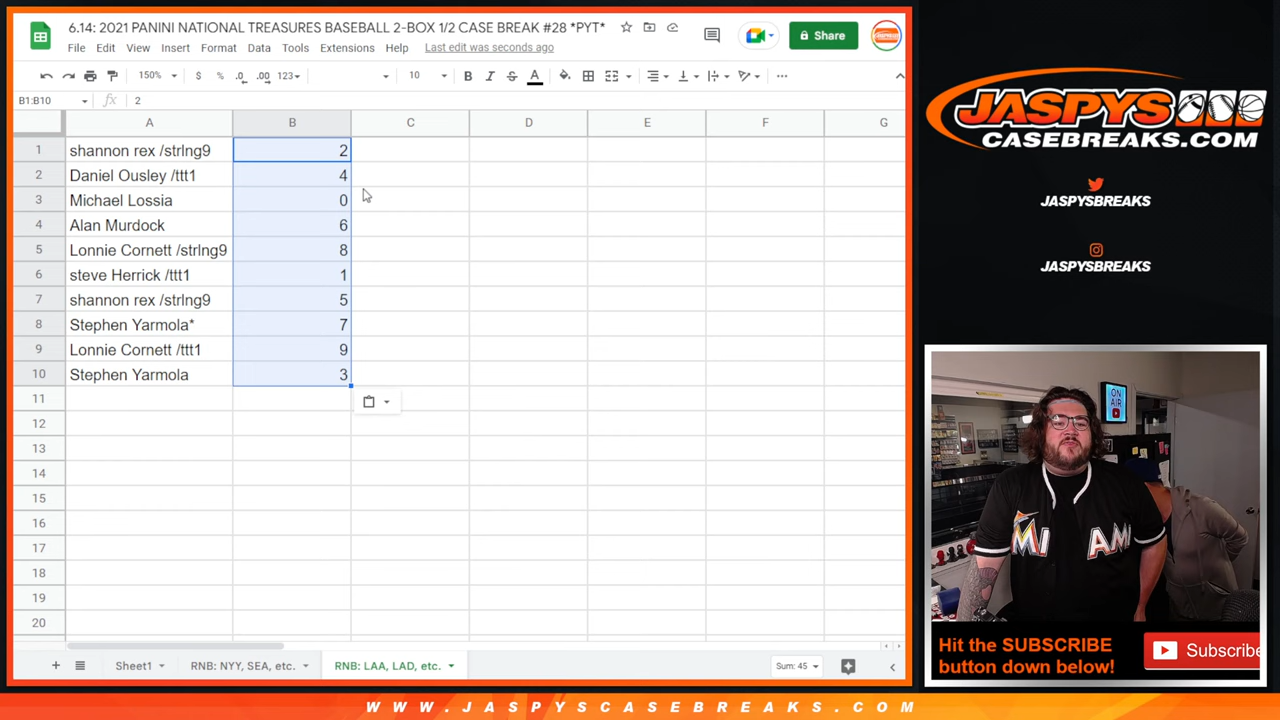 6.14: 2021 PANINI NATIONAL TREASURES BASEBALL 2-BOX 1/2 CASE BREAK #28 *PYT*
File Edit View Insert Format Data Tools Extensions Help Last edit was seconds ago
Share
150% $ % .0 .00 123 10 B I S A
B1:B10 fx 2
A B C D E F G
1 shannon rex /strlng9 2
2 Daniel Ousley /ttt1 4
3 Michael Lossia 0
4 Alan Murdock 6
5 Lonnie Cornett /strlng9 8
6 steve Herrick /ttt1 1
7 shannon rex /strlng9 5
8 Stephen Yarmola* 7
9 Lonnie Cornett /ttt1 9
10 Stephen Yarmola 3
11
12
13
14
15
16
17
18
19
20
Sheet1 RNB: NYY, SEA, etc. RNB: LAA, LAD, etc. Sum: 45
JASPYS
CASEBREAKS.COM
JASPYSBREAKS
JASPYSBREAKS
ON
AIR
MIAMI
Hit the SUBSCRIBE
button down below!
Subscribe
WWW.JASPYSCASEBREAKS.COM